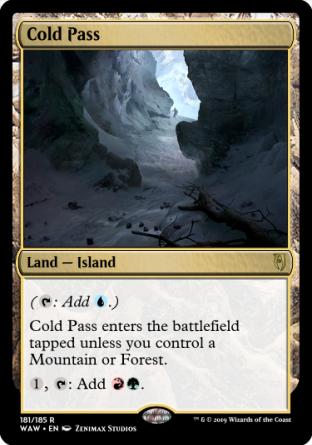 Cold Pass
Land — Island
(T: Add U.)
Cold Pass enters the battlefield
tapped unless you control a
Mountain or Forest.
1, T: Add RG.
181/185 R
WAW • EN ZENIMAX STUDIOS
™ & © 2019 Wizards of the Coast